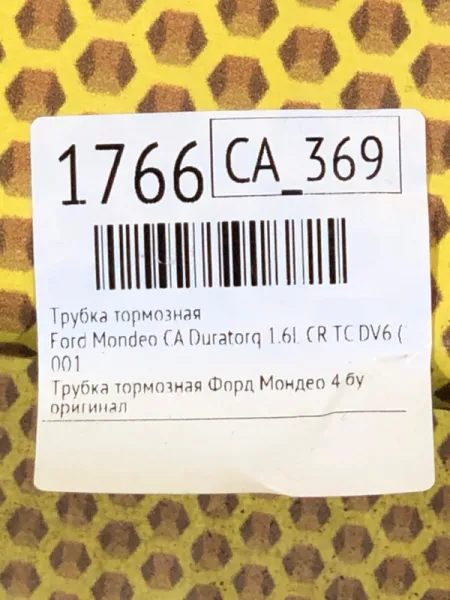 1766 CA_369
Трубка тормозная
Ford Mondeo CA Duratorq 1.6L CR TC DV6 (
001
Трубка тормозная Форд Мондео 4 бу
оригинал